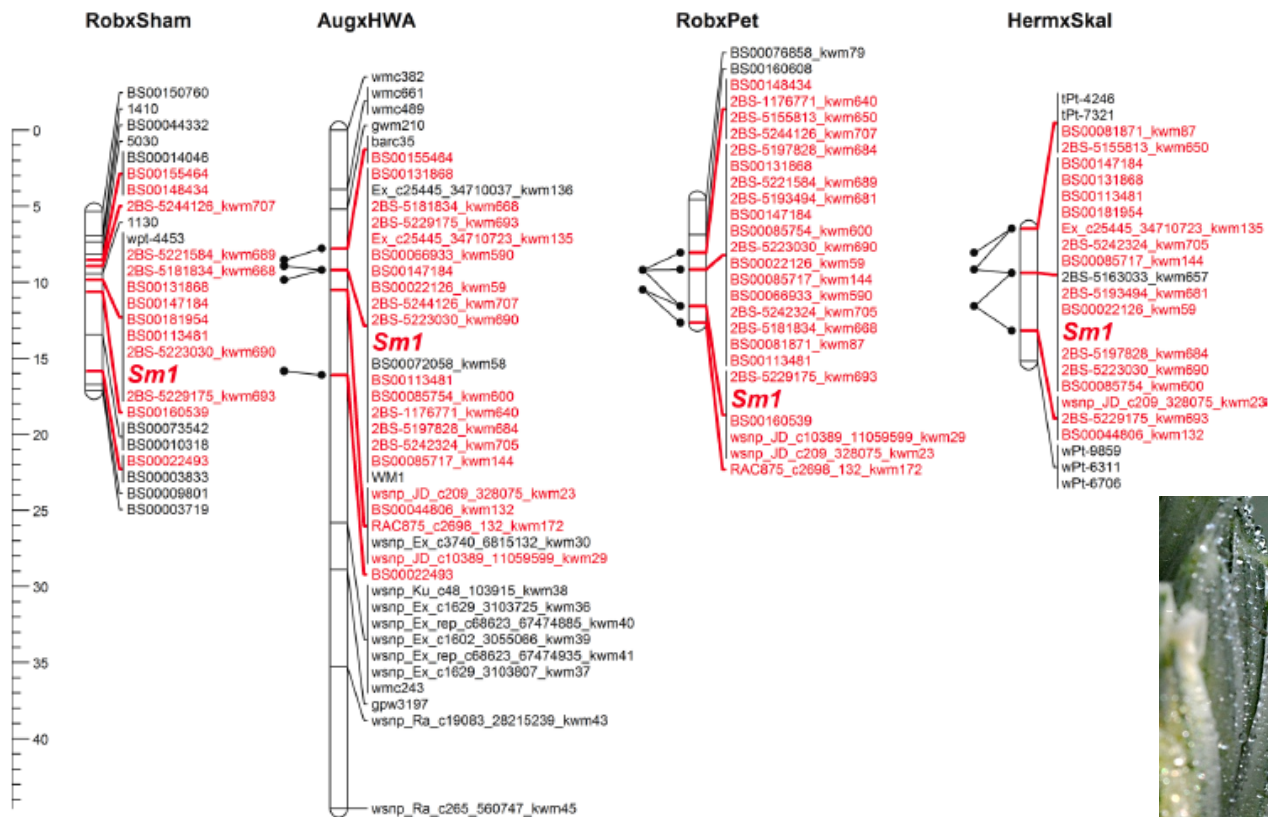 RobxSham
AugxHWA
RobxPet
HermxSkal
0
5
10
15
20
25
30
35
40
BS00150760
1410
BS00044332
5030
BS00014046
BS00155464
BS00148434
2BS-5244126_kwm707
1130
wpt-4453
2BS-5221584_kwm689
2BS-5181834_kwm668
BS00131868
BS00147184
BS00181954
BS00113481
2BS-5223030_kwm690
Sm1
2BS-5229175_kwm693
BS00160539
BS00073542
BS00010318
BS00022493
BS00003833
BS00009801
BS00003719
wmc382
wmc661
wmc489
gwm210
barc35
BS00155464
BS00131868
Ex_c25445_34710037_kwm136
2BS-5181834_kwm668
2BS-5229175_kwm693
Ex_c25445_34710723_kwm135
BS00066933_kwm590
BS00147184
BS00022126_kwm59
2BS-5244126_kwm707
2BS-5223030_kwm690
Sm1
BS00072058_kwm58
BS00113481
BS00085754_kwm600
2BS-1176771_kwm640
2BS-5197828_kwm684
2BS-5242324_kwm705
BS00085717_kwm144
WM1
wsnp_JD_c209_328075_kwm23
BS00044806_kwm132
RAC875_c2698_132_kwm172
wsnp_Ex_c3740_6815132_kwm30
wsnp_JD_c10389_11059599_kwm29
BS00022493
wsnp_Ku_c48_103915_kwm38
wsnp_Ex_c1629_3103725_kwm36
wsnp_Ex_rep_c68623_67474885_kwm40
wsnp_Ex_c1602_3055066_kwm39
wsnp_Ex_rep_c68623_67474935_kwm41
wsnp_Ex_c1629_3103807_kwm37
wmc243
gpw3197
wsnp_Ra_c19083_28215239_kwm43
wsnp_Ra_c265_560747_kwm45
BS00076858_kwm79
BS00160608
BS00148434
2BS-1176771_kwm640
2BS-5155813_kwm650
2BS-5244126_kwm707
2BS-5197828_kwm684
BS00131868
2BS-5221584_kwm689
2BS-5193494_kwm681
BS00147184
BS00085754_kwm600
2BS-5223030_kwm690
BS00022126_kwm59
BS00085717_kwm144
BS00066933_kwm590
2BS-5242324_kwm705
2BS-5181834_kwm668
BS00081871_kwm87
BS00113481
2BS-5229175_kwm693
Sm1
BS00160539
wsnp_JD_c10389_11059599_kwm29
wsnp_JD_c209_328075_kwm23
RAC875_c2698_132_kwm172
tPt-4246
tPt-7321
BS00081871_kwm87
2BS-5155813_kwm650
BS00147184
BS00131868
BS00113481
BS00181954
Ex_c25445_34710723_kwm135
2BS-5242324_kwm705
BS00085717_kwm144
2BS-5163033_kwm657
2BS-5193494_kwm681
BS00022126_kwm59
Sm1
2BS-5197828_kwm684
2BS-5223030_kwm690
BS00085754_kwm600
wsnp_JD_c209_328075_kwm23
2BS-5229175_kwm693
BS00044806_kwm132
wPt-9859
wPt-6311
wPt-6706